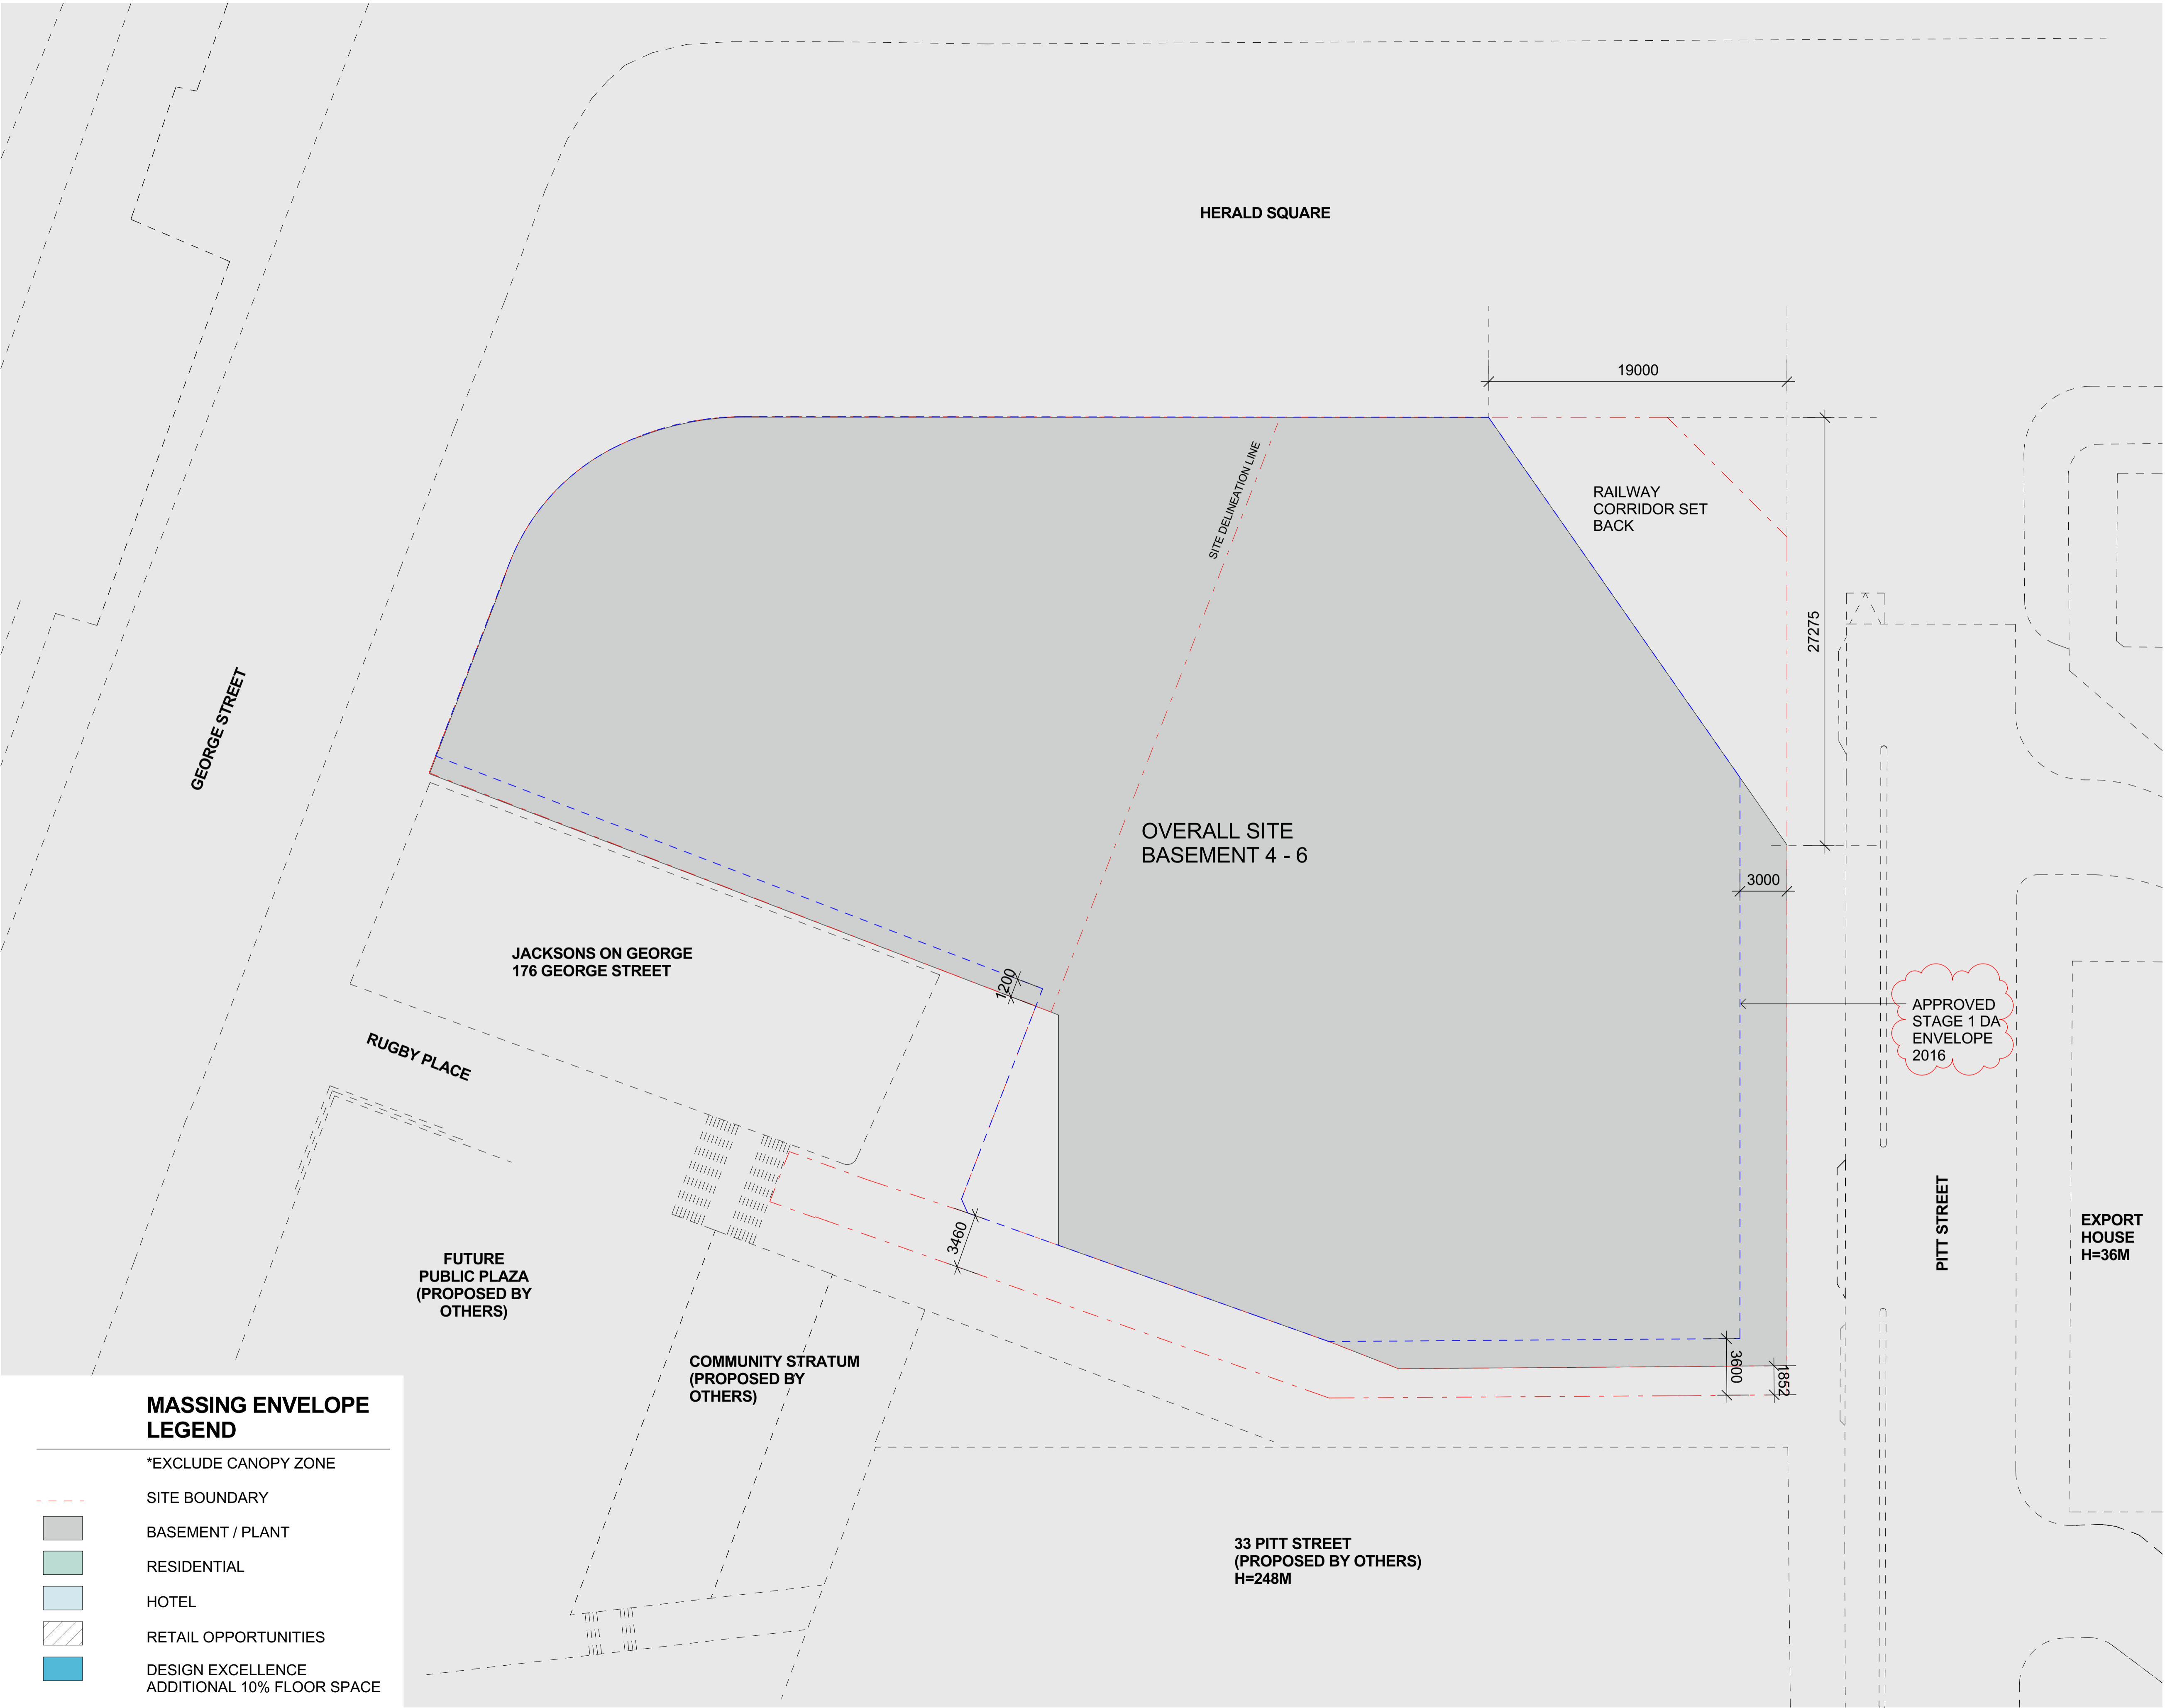 HERALD SQUARE
19000
SITE DELINEATION LINE
RAILWAY
CORRIDOR SET
BACK
27275
GEORGE STREET
OVERALL SITE
BASEMENT 4 - 6
3000
JACKSONS ON GEORGE
176 GEORGE STREET
1200
APPROVED
STAGE 1 DA
ENVELOPE
2016
RUGBY PLACE
PITT STREET
EXPORT
HOUSE
H=36M
3460
FUTURE
PUBLIC PLAZA
(PROPOSED BY
OTHERS)
COMMUNITY STRATUM
(PROPOSED BY
OTHERS)
3600
1852
33 PITT STREET
(PROPOSED BY OTHERS)
H=248M
MASSING ENVELOPE
LEGEND
*EXCLUDE CANOPY ZONE
SITE BOUNDARY
BASEMENT / PLANT
RESIDENTIAL
HOTEL
RETAIL OPPORTUNITIES
DESIGN EXCELLENCE
ADDITIONAL 10% FLOOR SPACE